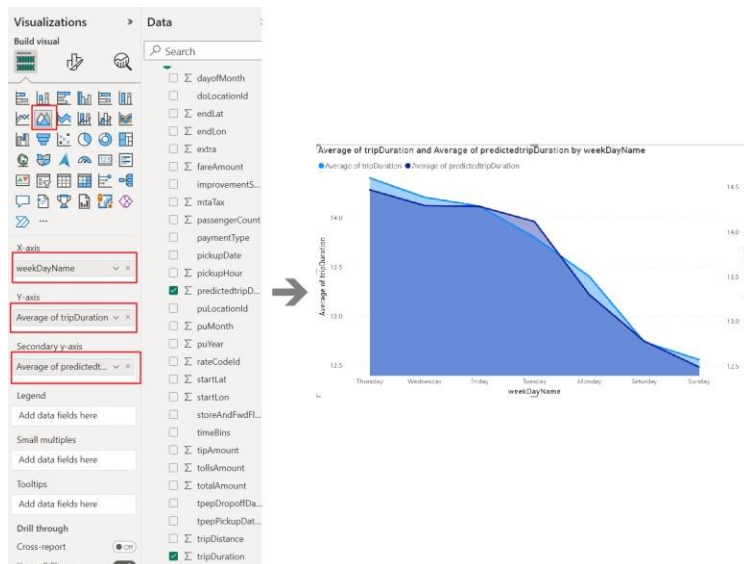 Visualizations
Build visual
X-axis
weekDayName
Y-axis
Average of tripDuration
Secondary y-axis
Average of predictedt...
Legend
Add data fields here
Small multiples
Add data fields here
Tooltips
Add data fields here
Drill through
Cross-report
Off
Data
Search
dayofMonth
doLocationId
endLat
endLon
extra
fareAmount
improvementS...
mtaTax
passengerCount
paymentType
pickupDate
pickupHour
predictedtripD...
puLocationId
puMonth
puYear
rateCodeId
startLat
startLon
storeAndFwdFl...
timeBins
tipAmount
tollsAmount
totalAmount
tpepDropoffDa...
tpepPickupDat...
tripDistance
tripDuration
Average of tripDuration and Average of predictedtripDuration by weekDayName
Average of tripDuration Average of predictedtripDuration
Average of tripDuration
14.0
13.5
13.0
12.5
14.5
14.0
13.5
13.0
12.5
Thursday Wednesday Friday Tuesday Monday Saturday Sunday
weekDayName